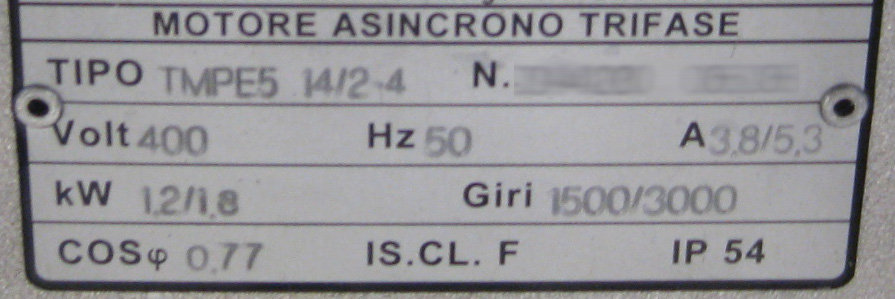 MOTORE ASINCRONO TRIFASE
TIPO TMPE5 14/2-4 N.
Volt 400 Hz 50 A 3,8/5,3
kW 1,2/1,8 Giri 1500/3000
COSφ 0,77 IS.CL. F IP 54